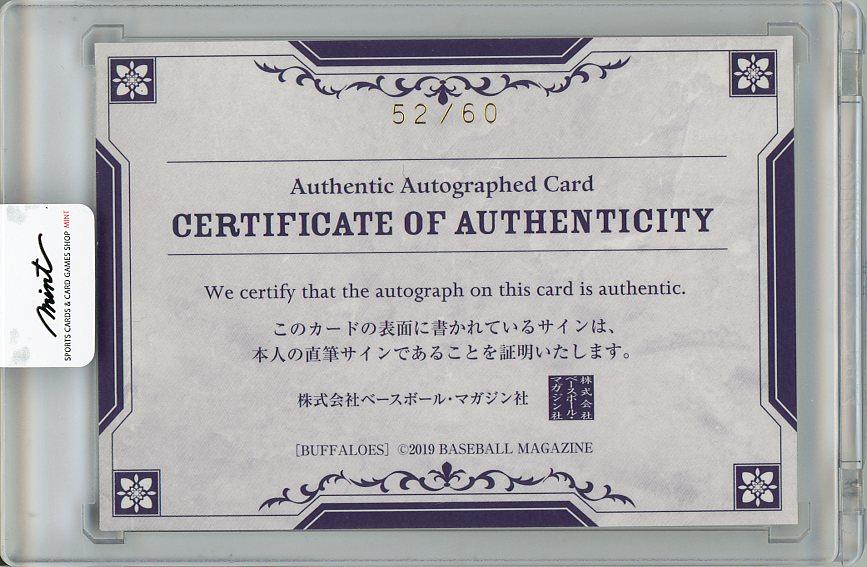 52/60
Authentic Autographed Card
CERTIFICATE OF AUTHENTICITY
We certify that the autograph on this card is authentic.
このカードの表面に書かれているサインは、
本人の直筆サインであることを証明いたします。
株式会社ベースボール・マガジン社
株式会社
ベースボール・
マガジン社
[BUFFALOES] ©2019 BASEBALL MAGAZINE
mint
SPORTS CARDS & CARD GAMES SHOP MINT